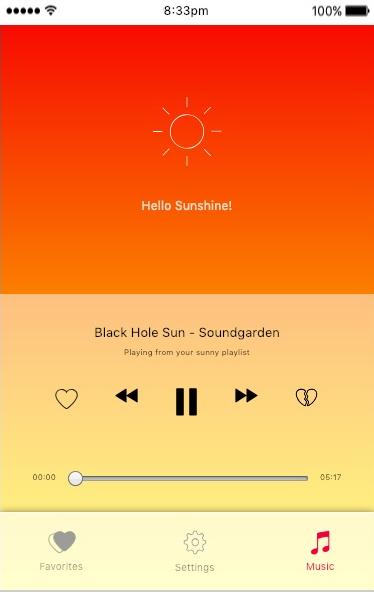 8:33pm 100%
Hello Sunshine!
Black Hole Sun - Soundgarden
Playing from your sunny playlist
00:00 05:17
Favorites Settings Music